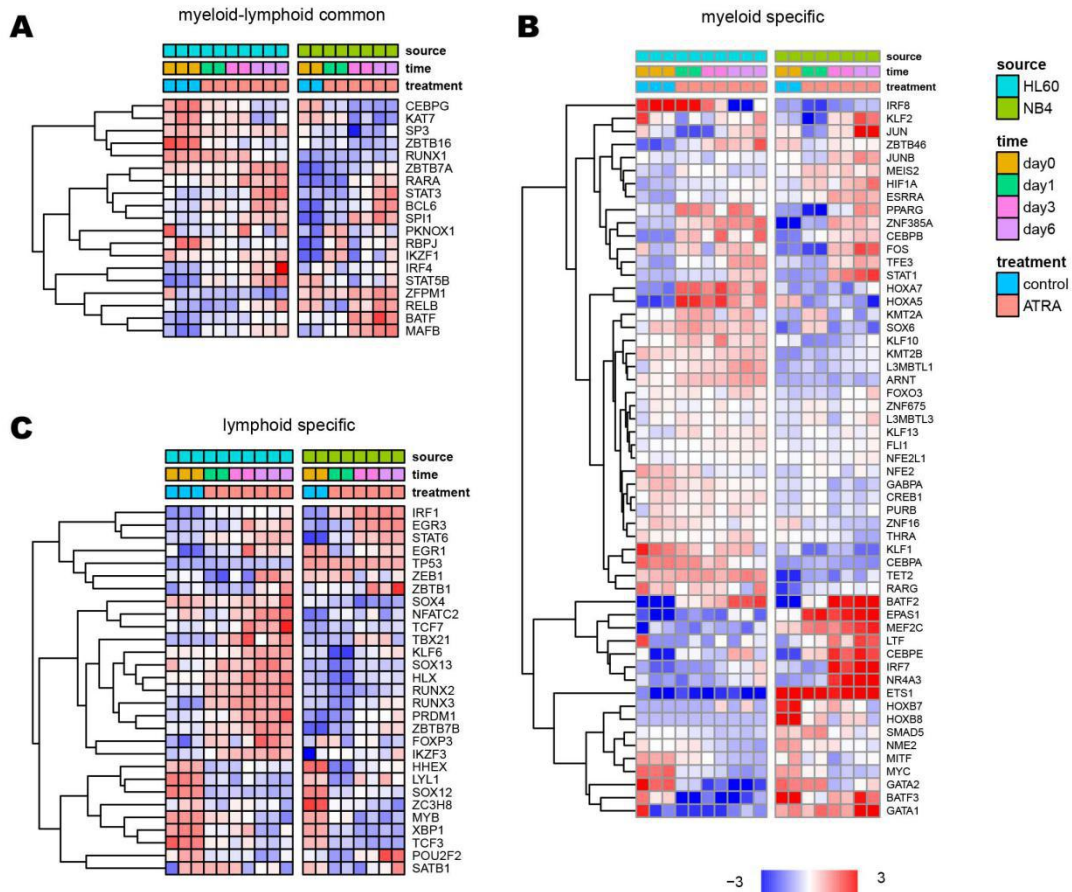 A
myeloid-lymphoid common
source
time
treatment
CEBPG
KAT7
SP3
ZBTB16
RUNX1
ZBTB7A
RARA
STAT3
BCL6
SPI1
PKNOX1
RBPJ
IKZF1
IRF4
STAT5B
ZFPM1
RELB
BATF
MAFB
C
lymphoid specific
source
time
treatment
IRF1
EGR3
STAT6
EGR1
TP53
ZEB1
ZBTB1
SOX4
NFATC2
TCF7
TBX21
KLF6
SOX13
HLX
RUNX2
RUNX3
PRDM1
ZBTB7B
FOXP3
IKZF3
HHEX
LYL1
SOX12
ZC3H8
MYB
XBP1
TCF3
POU2F2
SATB1
B
myeloid specific
source
time
treatment
IRF8
KLF2
JUN
ZBTB46
JUNB
MEIS2
HIF1A
ESRRA
PPARG
ZNF385A
CEBPB
FOS
TFE3
STAT1
HOXA7
HOXA5
KMT2A
SOX6
KLF10
KMT2B
L3MBTL1
ARNT
FOXO3
ZNF675
L3MBTL3
KLF13
FLI1
NFE2L1
NFE2
GABPA
CREB1
PURB
ZNF16
THRA
KLF1
CEBPA
TET2
RARG
BATF2
EPAS1
MEF2C
LTF
CEBPE
IRF7
NR4A3
ETS1
HOXB7
HOXB8
SMAD5
NME2
MITF
MYC
GATA2
BATF3
GATA1
−3 3
source
HL60
NB4
time
day0
day1
day3
day6
treatment
control
ATRA